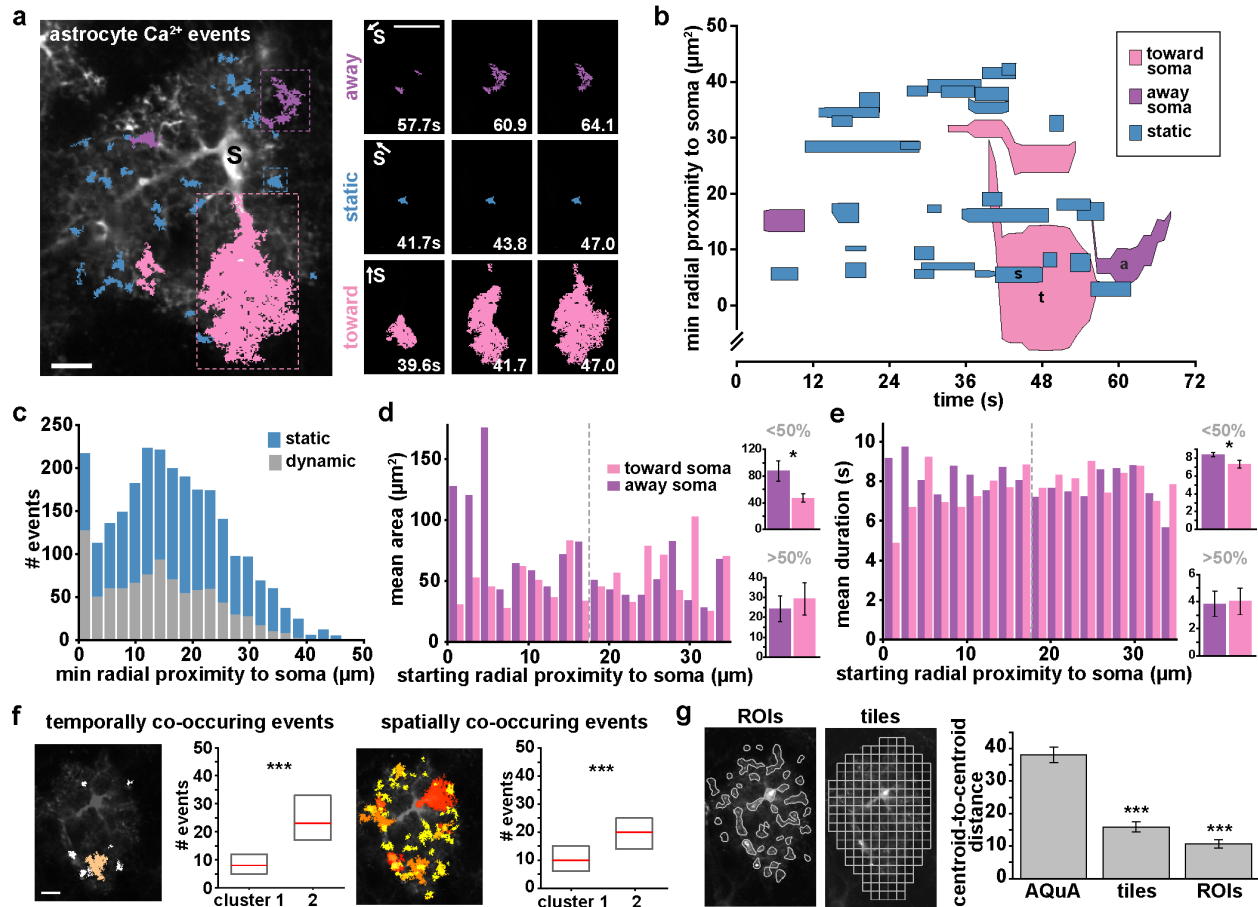 a
astrocyte Ca²⁺ events
S
away
S
57.7s
60.9
64.1
static
S
41.7s
43.8
47.0
toward
S
39.6s
41.7
47.0
b
min radial proximity to soma (µm²)
50
40
30
20
10
0
0
12
24
36
48
60
72
time (s)
toward soma
away soma
static
s
t
a
c
# events
250
200
150
100
50
0
static
dynamic
0
10
20
30
40
50
min radial proximity to soma (µm)
d
mean area (µm²)
150
100
50
0
toward soma
away soma
0
10
20
30
starting radial proximity to soma (µm)
<50%
*
120
100
80
60
40
20
0
>50%
40
30
20
10
0
e
mean duration (s)
10
8
6
4
2
0
0
10
20
30
starting radial proximity to soma (µm)
<50%
*
8
6
4
2
0
>50%
6
4
2
0
f
temporally co-occuring events
# events
50
40
30
20
10
0
***
cluster 1
2
spatially co-occuring events
# events
50
40
30
20
10
0
***
cluster 1
2
g
ROIs
tiles
centroid-to-centroid
distance
40
30
20
10
0
***
***
AQuA
tiles
ROIs